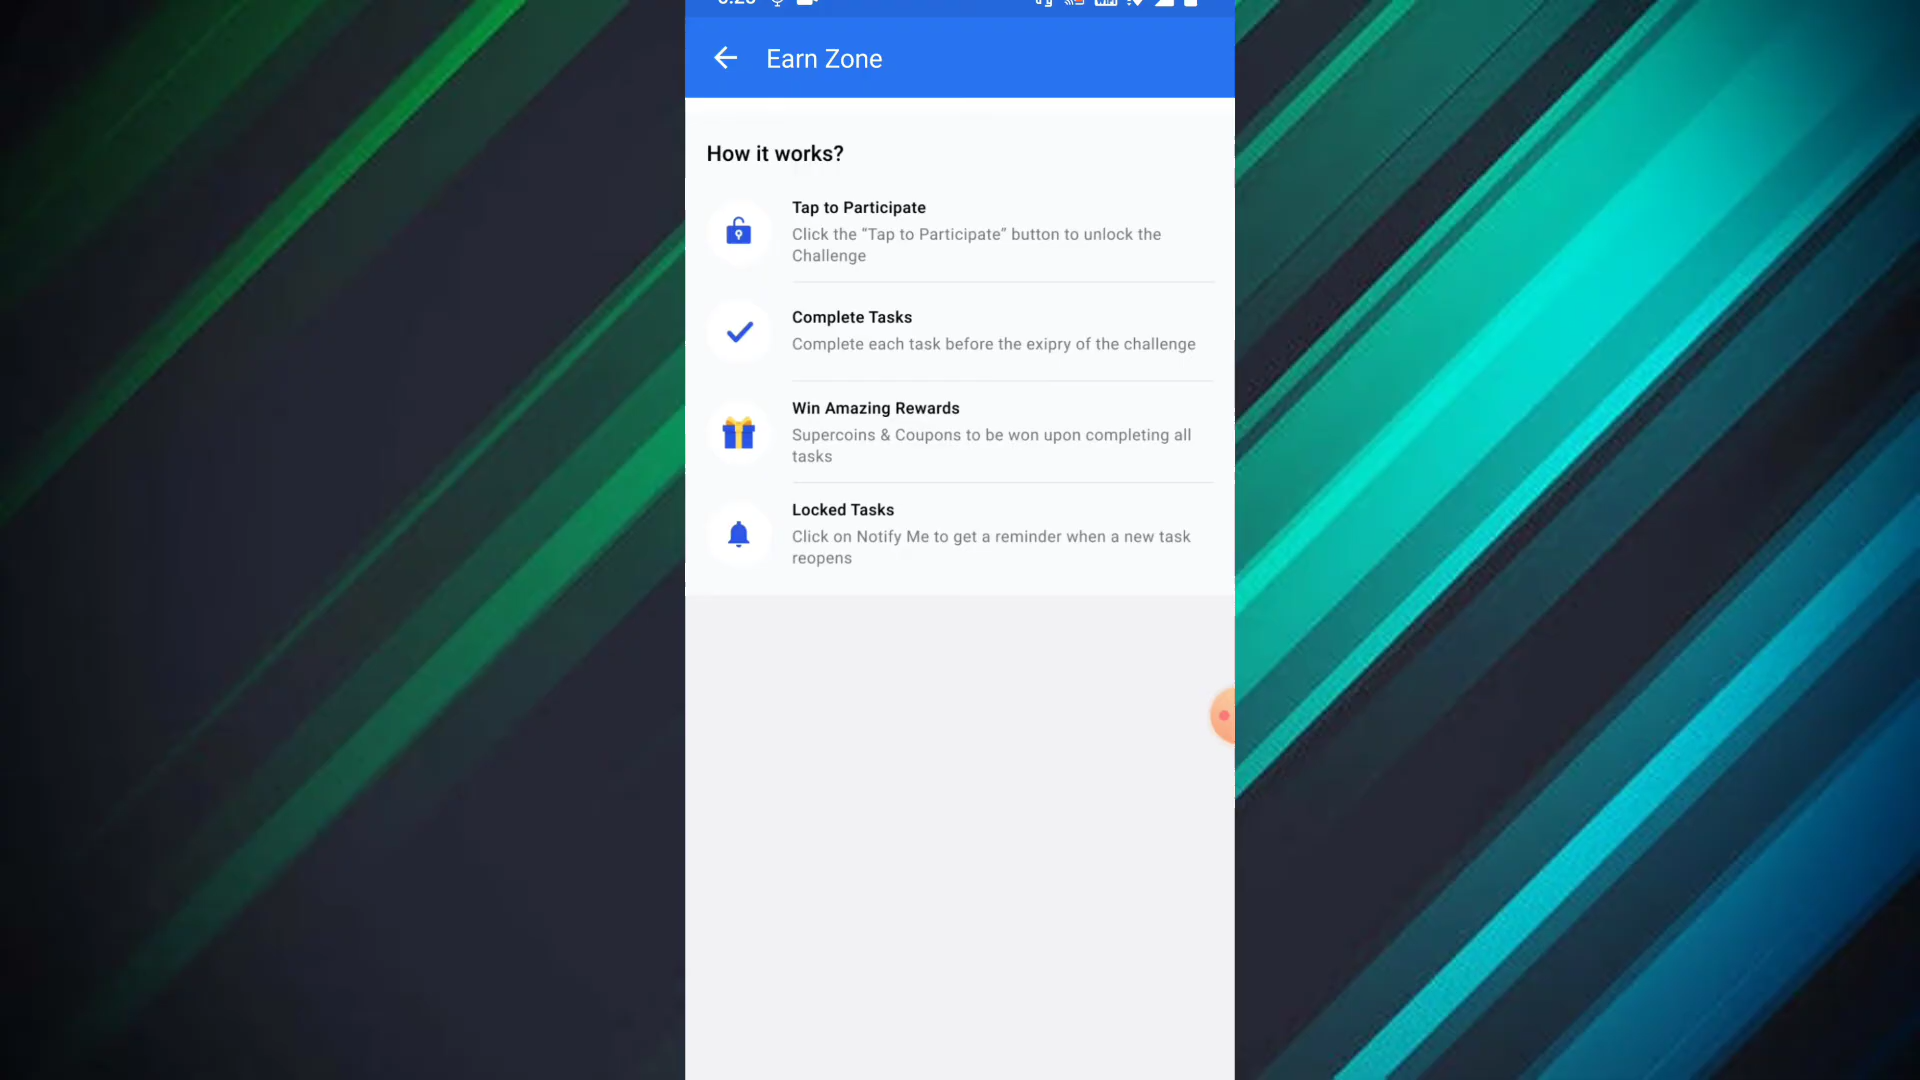 Earn Zone
How it works?
Tap to Participate
Click the “Tap to Participate” button to unlock the
Challenge
Complete Tasks
Complete each task before the exipry of the challenge
Win Amazing Rewards
Supercoins & Coupons to be won upon completing all
tasks
Locked Tasks
Click on Notify Me to get a reminder when a new task
reopens